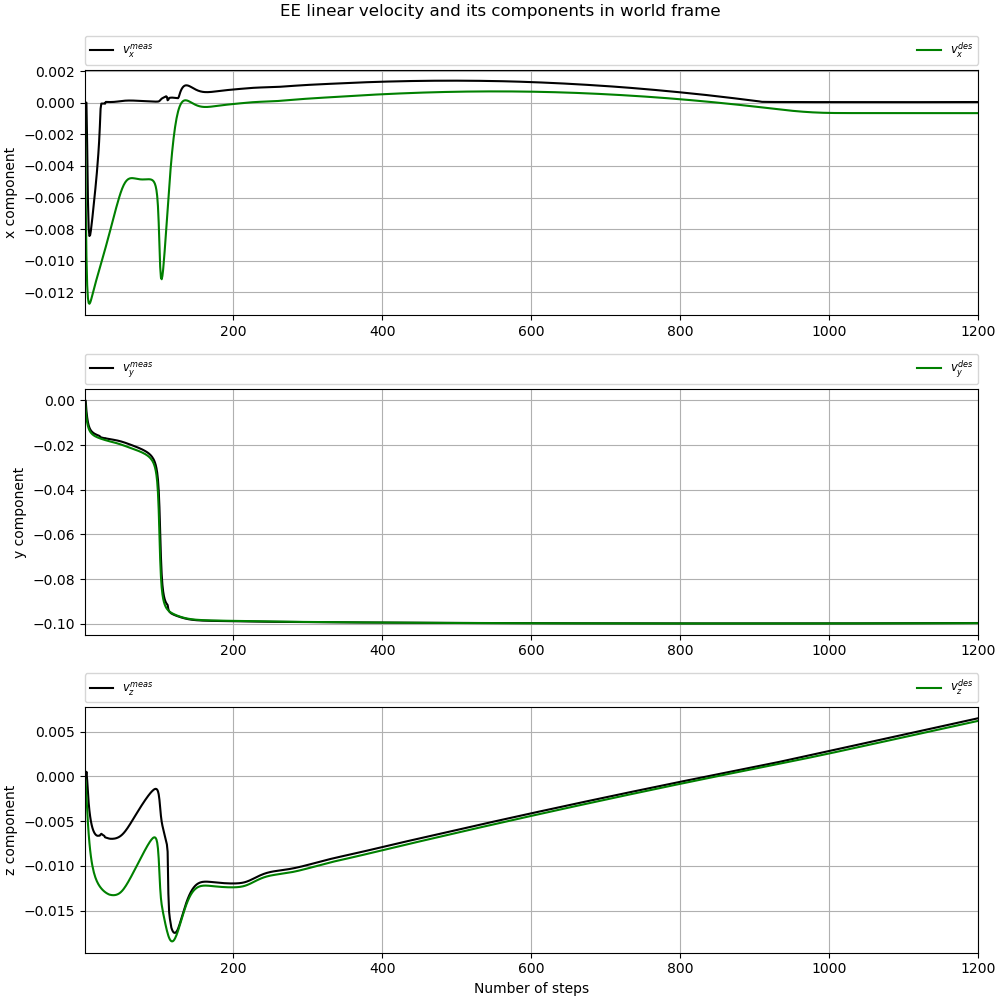 EE linear velocity and its components in world frame
v_x^{meas} v_x^{des}
0.002
0.000
−0.002
−0.004
−0.006
−0.008
−0.010
−0.012
x component
200 400 600 800 1000 1200
v_y^{meas} v_y^{des}
0.00
−0.02
−0.04
−0.06
−0.08
−0.10
y component
200 400 600 800 1000 1200
v_z^{meas} v_z^{des}
0.005
0.000
−0.005
−0.010
−0.015
z component
200 400 600 800 1000 1200
Number of steps